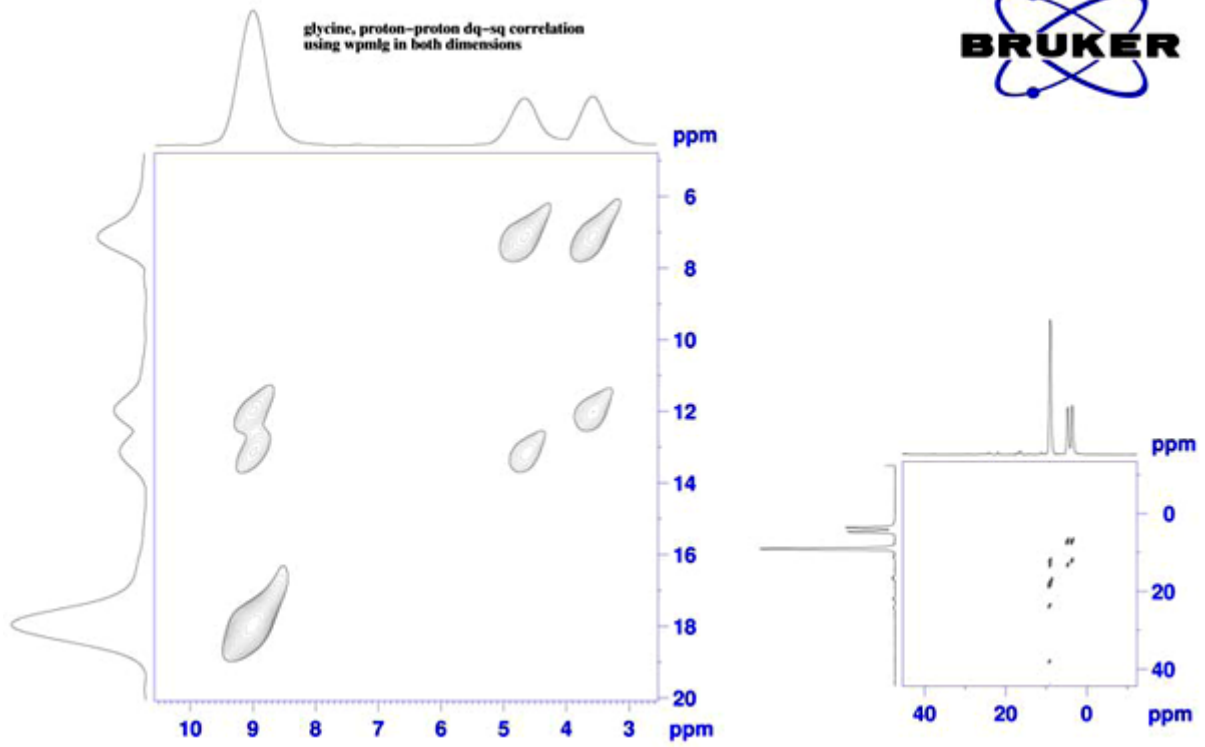 glycine, proton-proton dq-sq correlation
using wpmlg in both dimensions
BRUKER
ppm
6
8
10
12
14
16
18
20
10 9 8 7 6 5 4 3 ppm
ppm
0
20
40
40 20 0 ppm